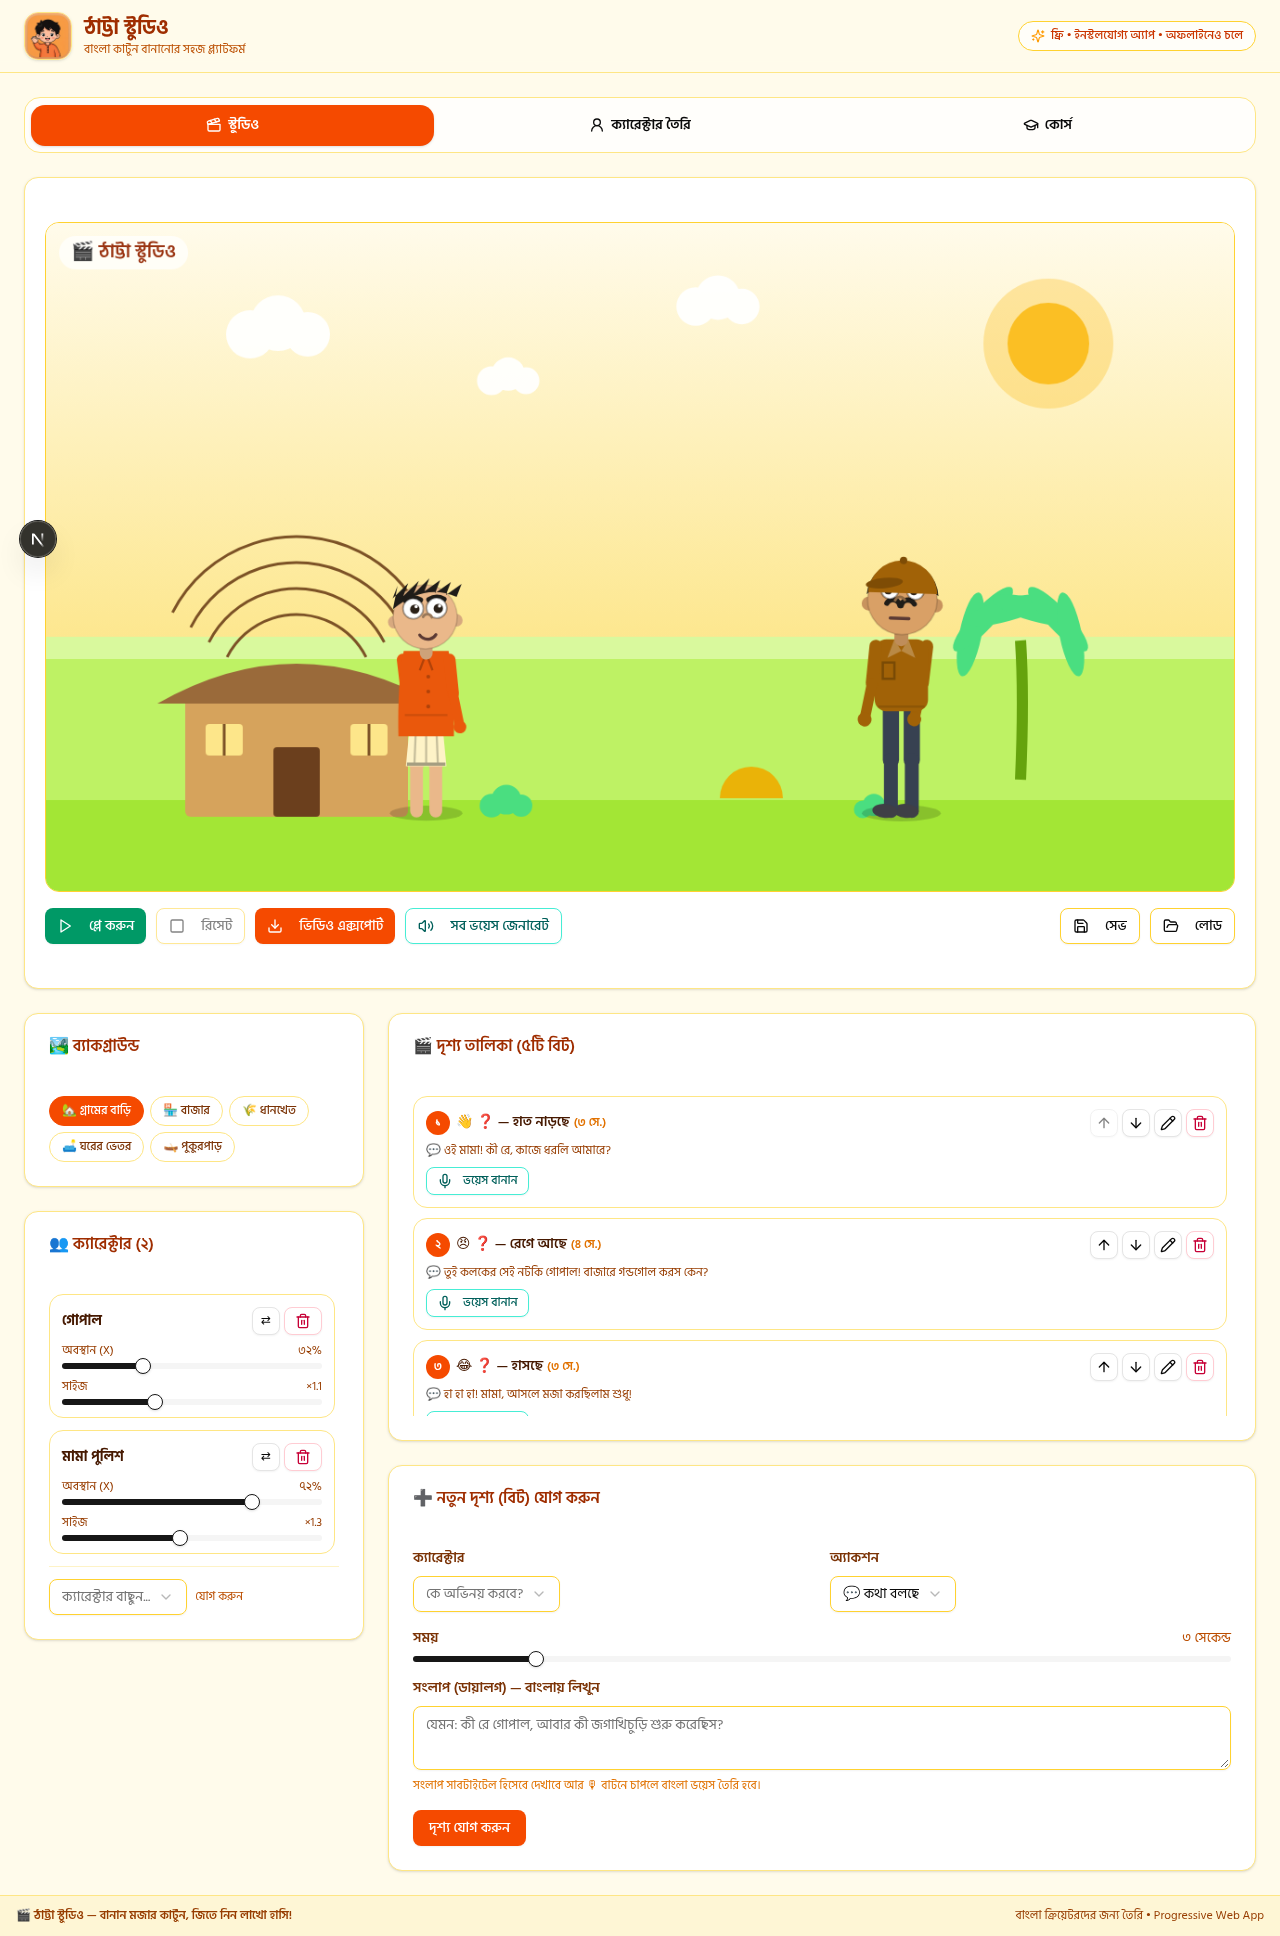 ঠাট্টা স্টুডিও
বাংলা কার্টুন বানানোর সহজ প্ল্যাটফর্ম
ফ্রি • ইনস্টলযোগ্য অ্যাপ • অফলাইনেও চলে
স্টুডিও
ক্যারেক্টার তৈরি
কোর্স
🎬 ঠাট্টা স্টুডিও
N
প্লে করুন
রিসেট
ভিডিও এক্সপোর্ট
সব ভয়েস জেনারেট
সেভ
লোড
🏞️ ব্যাকগ্রাউন্ড
🏡 গ্রামের বাড়ি
🏪 বাজার
🌾 ধানখেত
🛋️ ঘরের ভেতর
🛶 পুকুরপাড়
👥 ক্যারেক্টার (২)
গোপাল
⇄
অবস্থান (X) ৩২%
সাইজ ×1.1
মামা পুলিশ
⇄
অবস্থান (X) ৭২%
সাইজ ×1.3
ক্যারেক্টার বাছুন...
যোগ করুন
🎬 দৃশ্য তালিকা (৫টি বিট)
১ 👋 ❓ — হাত নাড়ছে (৩ সে.)
💬 ওই মামা! কী রে, কাজে ধরলি আমারে?
ভয়েস বানান
২ 😠 ❓ — রেগে আছে (৪ সে.)
💬 তুই কলকের সেই নটকি গোপাল! বাজারে গন্ডগোল করস কেন?
ভয়েস বানান
৩ 😂 ❓ — হাসছে (৩ সে.)
💬 হা হা হা! মামা, আসলে মজা করছিলাম শুধু!
➕ নতুন দৃশ্য (বিট) যোগ করুন
ক্যারেক্টার
অ্যাকশন
কে অভিনয় করবে?
💬 কথা বলছে
সময় ৩ সেকেন্ড
সংলাপ (ডায়ালগ) — বাংলায় লিখুন
যেমন: কী রে গোপাল, আবার কী জগাখিচুড়ি শুরু করেছিস?
সংলাপ সাবটাইটেল হিসেবে দেখাবে আর 🎙 বাটনে চাপলে বাংলা ভয়েস তৈরি হবে।
দৃশ্য যোগ করুন
🎬 ঠাট্টা স্টুডিও — বানান মজার কার্টুন, জিতে নিন লাখো হাসি!
বাংলা ক্রিয়েটরদের জন্য তৈরি • Progressive Web App